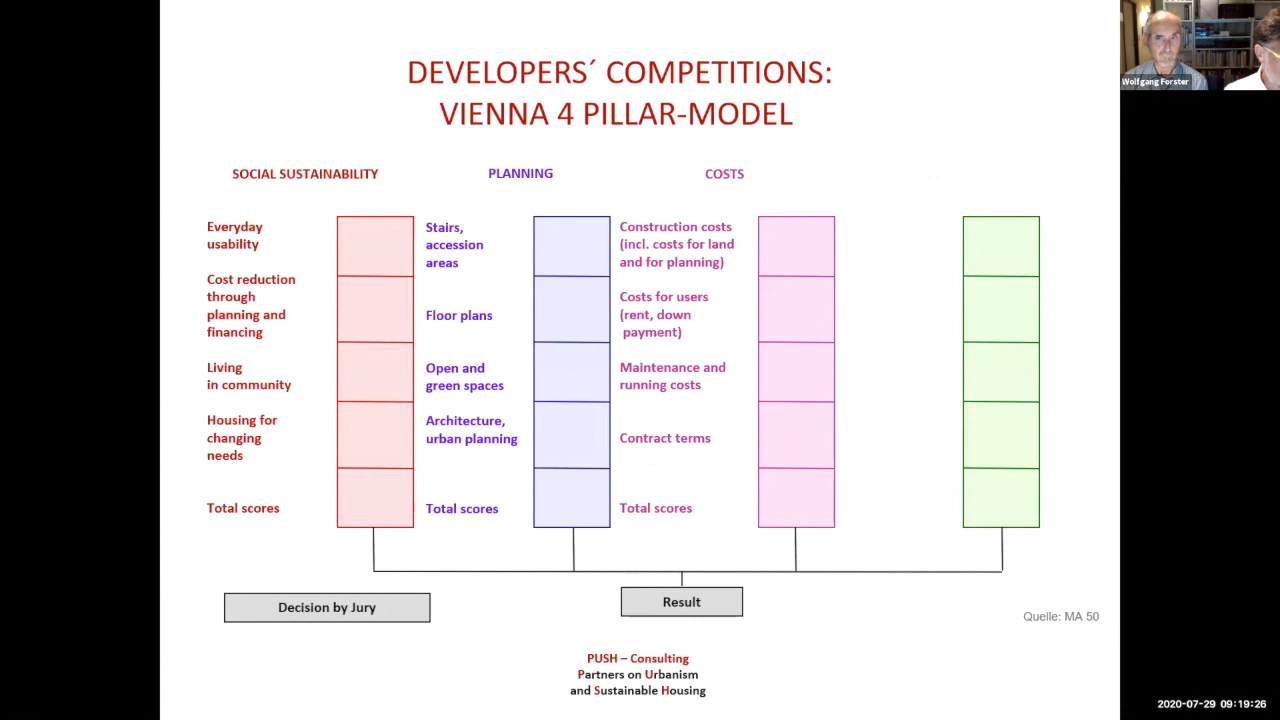 DEVELOPERS´ COMPETITIONS:
VIENNA 4 PILLAR-MODEL
SOCIAL SUSTAINABILITY
Everyday
usability
Cost reduction
through
planning and
financing
Living
in community
Housing for
changing
needs
Total scores
PLANNING
Stairs,
accession
areas
Floor plans
Open and
green spaces
Architecture,
urban planning
Total scores
COSTS
Construction costs
(incl. costs for land
and for planning)
Costs for users
(rent, down
payment)
Maintenance and
running costs
Contract terms
Total scores
Decision by Jury
Result
Quelle: MA 50
PUSH – Consulting
Partners on Urbanism
and Sustainable Housing
Wolfgang Forster
2020-07-29 09:19:26